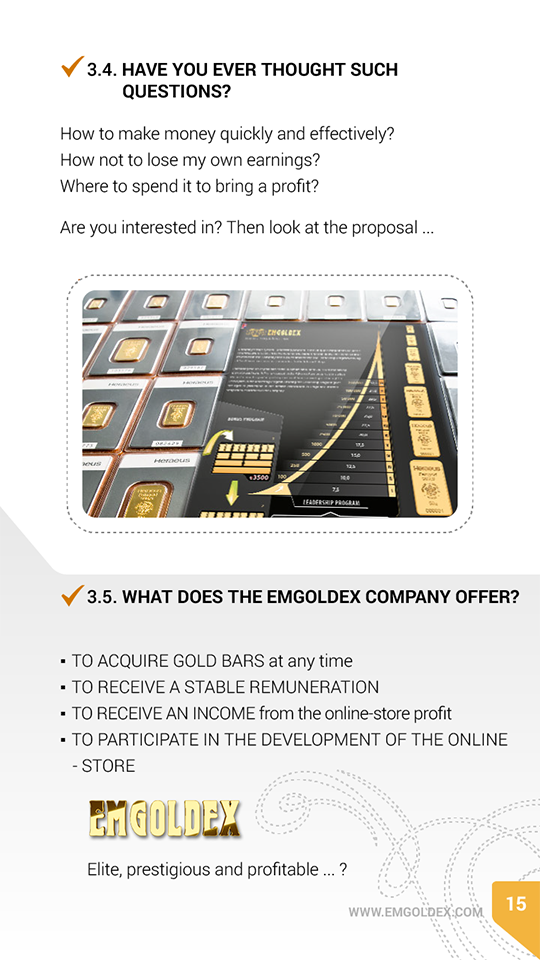 3.4. HAVE YOU EVER THOUGHT SUCH
QUESTIONS?
How to make money quickly and effectively?
How not to lose my own earnings?
Where to spend it to bring a profit?
Are you interested in? Then look at the proposal ...
Heraeus
EMGOLDEX
BONUS PROGRAM
€3500
LEADERSHIP PROGRAM
3.5. WHAT DOES THE EMGOLDEX COMPANY OFFER?
▪ TO ACQUIRE GOLD BARS at any time
▪ TO RECEIVE A STABLE REMUNERATION
▪ TO RECEIVE AN INCOME from the online-store profit
▪ TO PARTICIPATE IN THE DEVELOPMENT OF THE ONLINE
- STORE
EMGOLDEX
Elite, prestigious and profitable ... ?
WWW.EMGOLDEX.COM
15